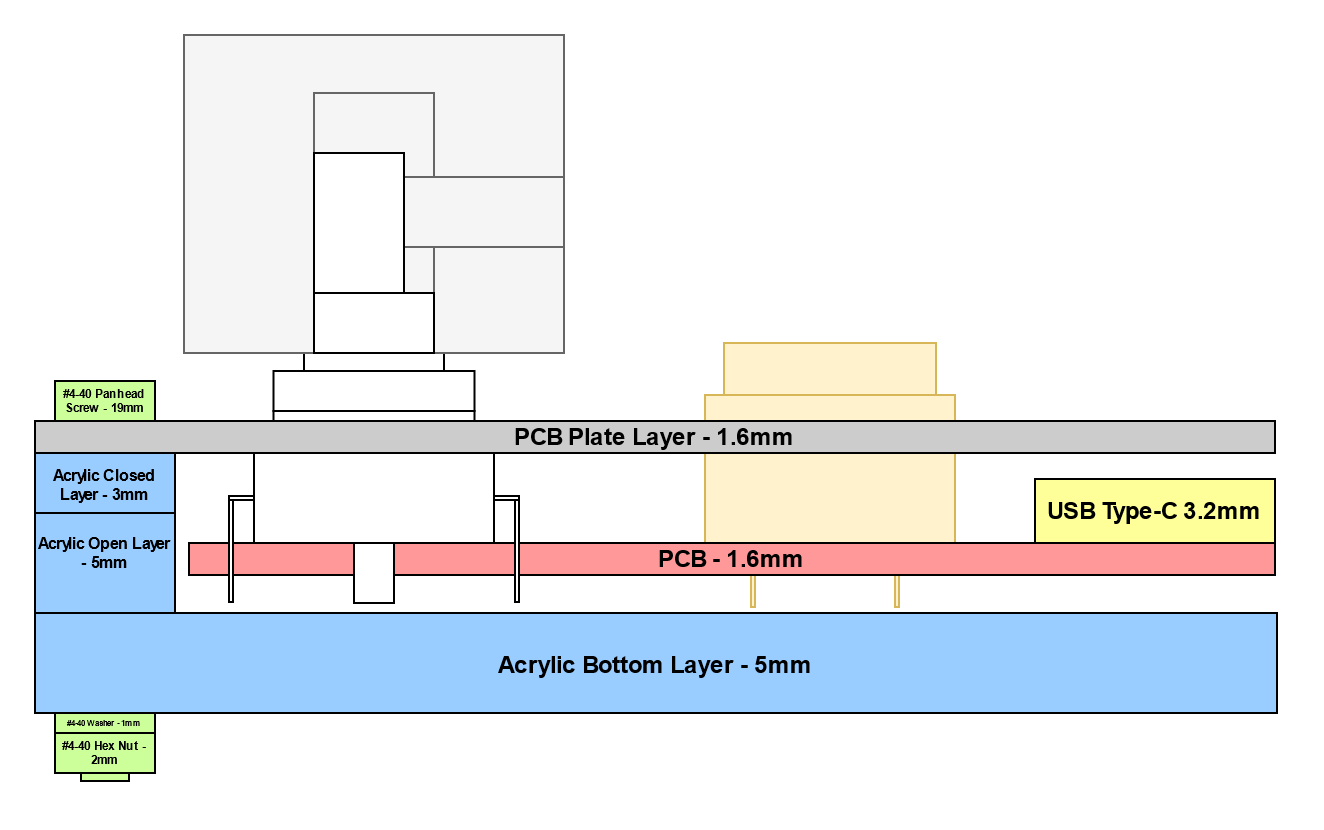 #4-40 Panhead
Screw - 19mm
PCB Plate Layer - 1.6mm
Acrylic Closed
Layer - 3mm
USB Type-C 3.2mm
Acrylic Open Layer
- 5mm
PCB - 1.6mm
Acrylic Bottom Layer - 5mm
#4-40 Washer - 1mm
#4-40 Hex Nut -
2mm